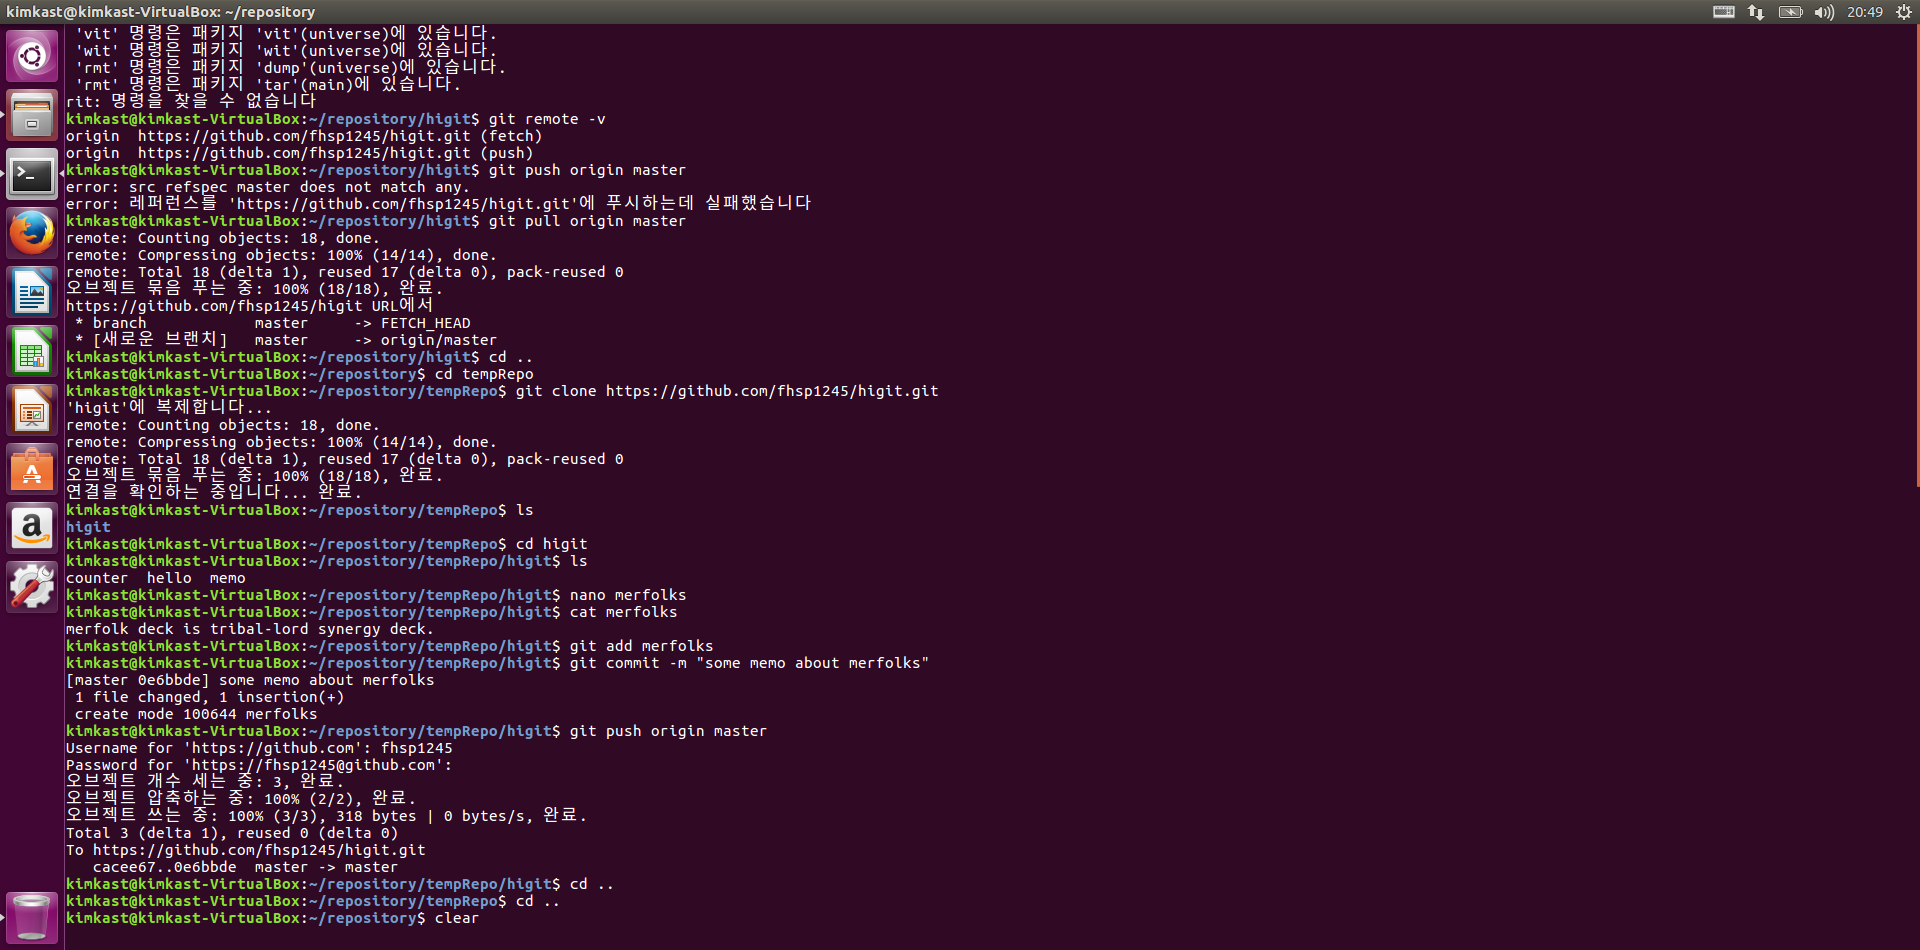 kimkast@kimkast-VirtualBox: ~/repository
20:49
'vit' 명령은 패키지 'vit'(universe)에 있습니다.
'wit' 명령은 패키지 'wit'(universe)에 있습니다.
'rmt' 명령은 패키지 'dump'(universe)에 있습니다.
'rmt' 명령은 패키지 'tar'(main)에 있습니다.
rit: 명령을 찾을 수 없습니다
kimkast@kimkast-VirtualBox:~/repository/higit$ git remote -v
origin  https://github.com/fhsp1245/higit.git (fetch)
origin  https://github.com/fhsp1245/higit.git (push)
kimkast@kimkast-VirtualBox:~/repository/higit$ git push origin master
error: src refspec master does not match any.
error: 레퍼런스를 'https://github.com/fhsp1245/higit.git'에 푸시하는데 실패했습니다
kimkast@kimkast-VirtualBox:~/repository/higit$ git pull origin master
remote: Counting objects: 18, done.
remote: Compressing objects: 100% (14/14), done.
remote: Total 18 (delta 1), reused 17 (delta 0), pack-reused 0
오브젝트 묶음 푸는 중: 100% (18/18), 완료.
https://github.com/fhsp1245/higit URL에서
 * branch            master     -> FETCH_HEAD
 * [새로운 브랜치]   master     -> origin/master
kimkast@kimkast-VirtualBox:~/repository/higit$ cd ..
kimkast@kimkast-VirtualBox:~/repository$ cd tempRepo
kimkast@kimkast-VirtualBox:~/repository/tempRepo$ git clone https://github.com/fhsp1245/higit.git
'higit'에 복제합니다...
remote: Counting objects: 18, done.
remote: Compressing objects: 100% (14/14), done.
remote: Total 18 (delta 1), reused 17 (delta 0), pack-reused 0
오브젝트 묶음 푸는 중: 100% (18/18), 완료.
연결을 확인하는 중입니다... 완료.
kimkast@kimkast-VirtualBox:~/repository/tempRepo$ ls
higit
kimkast@kimkast-VirtualBox:~/repository/tempRepo$ cd higit
kimkast@kimkast-VirtualBox:~/repository/tempRepo/higit$ ls
counter  hello  memo
kimkast@kimkast-VirtualBox:~/repository/tempRepo/higit$ nano merfolks
kimkast@kimkast-VirtualBox:~/repository/tempRepo/higit$ cat merfolks
merfolk deck is tribal-lord synergy deck.
kimkast@kimkast-VirtualBox:~/repository/tempRepo/higit$ git add merfolks
kimkast@kimkast-VirtualBox:~/repository/tempRepo/higit$ git commit -m "some memo about merfolks"
[master 0e6bbde] some memo about merfolks
 1 file changed, 1 insertion(+)
 create mode 100644 merfolks
kimkast@kimkast-VirtualBox:~/repository/tempRepo/higit$ git push origin master
Username for 'https://github.com': fhsp1245
Password for 'https://fhsp1245@github.com':
오브젝트 개수 세는 중: 3, 완료.
오브젝트 압축하는 중: 100% (2/2), 완료.
오브젝트 쓰는 중: 100% (3/3), 318 bytes | 0 bytes/s, 완료.
Total 3 (delta 1), reused 0 (delta 0)
To https://github.com/fhsp1245/higit.git
   cacee67..0e6bbde  master -> master
kimkast@kimkast-VirtualBox:~/repository/tempRepo/higit$ cd ..
kimkast@kimkast-VirtualBox:~/repository/tempRepo$ cd ..
kimkast@kimkast-VirtualBox:~/repository$ clear